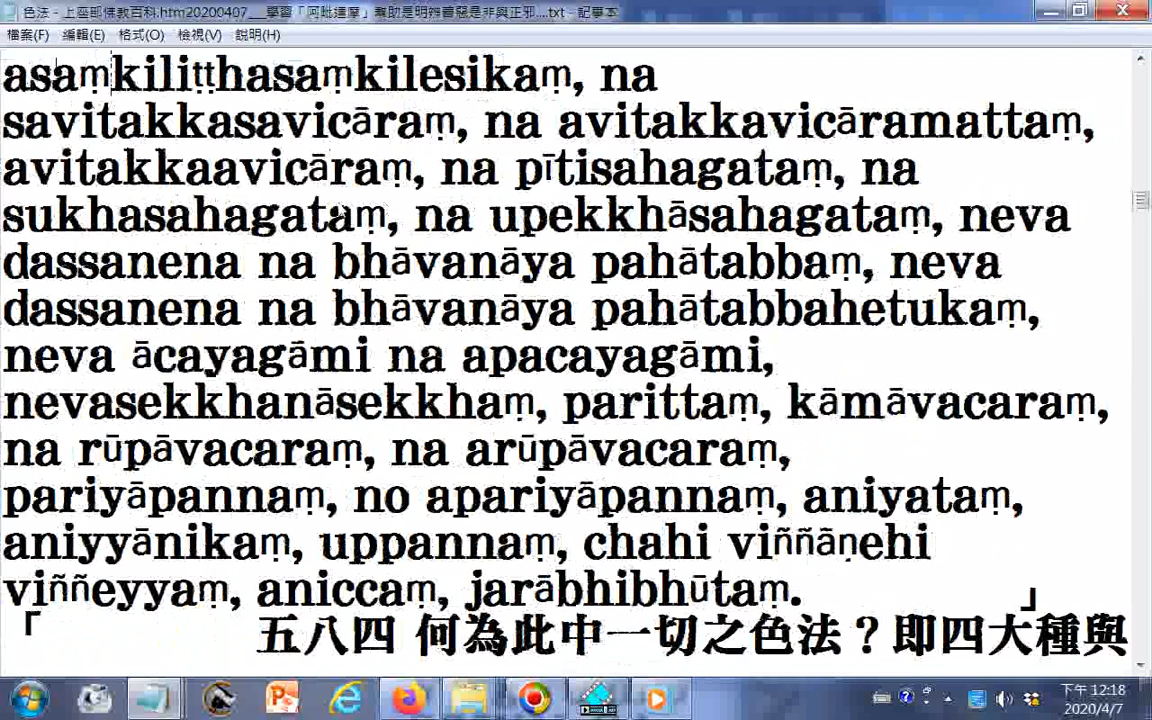 色法 - 上座部佛教百科.htm20200407___學習「阿毗達摩」幫助是明辨善惡是非與正邪....txt - 記事本
檔案(F) 編輯(E) 格式(O) 檢視(V) 說明(H)
asaṃkiliṭṭhasaṃkilesikaṃ, na
savitakkasavicāraṃ, na avitakkavicāramattaṃ,
avitakkaavicāraṃ, na pītisahagataṃ, na
sukhasahagataṃ, na upekkhāsahagataṃ, neva
dassanena na bhāvanāya pahātabbaṃ, neva
dassanena na bhāvanāya pahātabbahetukaṃ,
neva ācayagāmi na apacayagāmi,
nevasekkhanāsekkhaṃ, parittaṃ, kāmāvacaraṃ,
na rūpāvacaraṃ, na arūpāvacaraṃ,
pariyāpannaṃ, no apariyāpannaṃ, aniyataṃ,
aniyyānikaṃ, uppannaṃ, chahi viññāṇehi
viññeyyaṃ, aniccaṃ, jarābhibhūtaṃ. 」
「 五八四 何為此中一切之色法？即四大種與
下午 12:18
2020/4/7